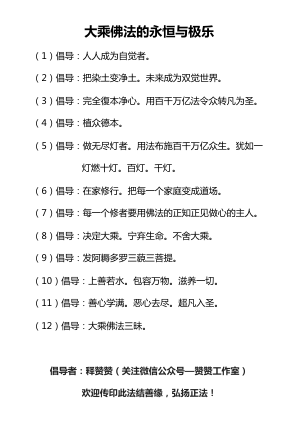 大乘佛法的永恒与极乐
（1）倡导：人人成为自觉者。
（2）倡导：把染土变净土。未来成为双觉世界。
（3）倡导：完全復本净心。用百千万亿法令众转凡为圣。
（4）倡导：植众德本。
（5）倡导：做无尽灯者。用法布施百千万亿众生。犹如一
灯燃十灯。百灯。千灯。
（6）倡导：在家修行。把每一个家庭变成道场。
（7）倡导：每一个修者要用佛法的正知正见做心的主人。
（8）倡导：决定大乘。宁弃生命。不舍大乘。
（9）倡导：发阿耨多罗三藐三菩提。
（10）倡导：上善若水。包容万物。滋养一切。
（11）倡导：善心学满。恶心去尽。超凡入圣。
（12）倡导：大乘佛法三昧。
倡导者：释赞赞（关注微信公众号—赞赞工作室）
欢迎传印此法结善缘，弘扬正法！